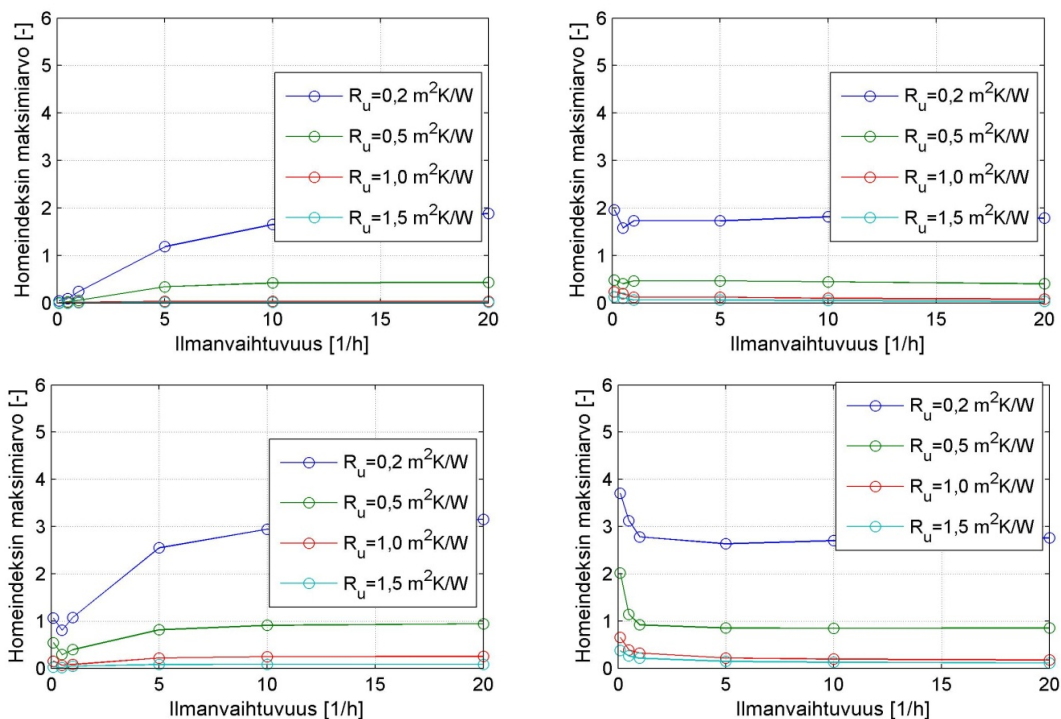 Homeindeksin maksimiarvo [-]
6
5
4
3
2
1
0
R_u=0,2 m²K/W
R_u=0,5 m²K/W
R_u=1,0 m²K/W
R_u=1,5 m²K/W
0 5 10 15 20
Ilmanvaihtuvuus [1/h]
Homeindeksin maksimiarvo [-]
6
5
4
3
2
1
0
R_u=0,2 m²K/W
R_u=0,5 m²K/W
R_u=1,0 m²K/W
R_u=1,5 m²K/W
0 5 10 15 20
Ilmanvaihtuvuus [1/h]
Homeindeksin maksimiarvo [-]
6
5
4
3
2
1
0
R_u=0,2 m²K/W
R_u=0,5 m²K/W
R_u=1,0 m²K/W
R_u=1,5 m²K/W
0 5 10 15 20
Ilmanvaihtuvuus [1/h]
Homeindeksin maksimiarvo [-]
6
5
4
3
2
1
0
R_u=0,2 m²K/W
R_u=0,5 m²K/W
R_u=1,0 m²K/W
R_u=1,5 m²K/W
0 5 10 15 20
Ilmanvaihtuvuus [1/h]